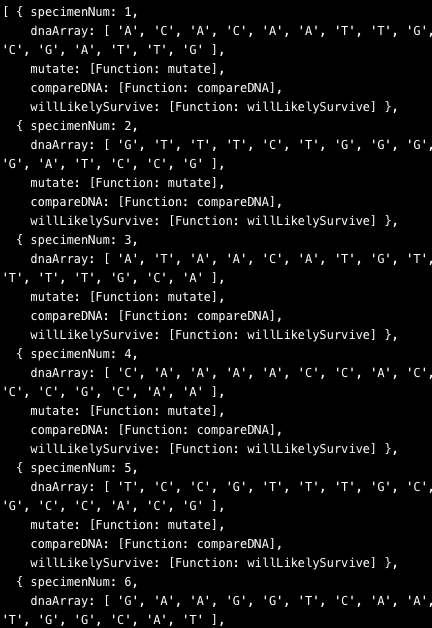 [ { specimenNum: 1,
dnaArray: [ 'A', 'C', 'A', 'C', 'A', 'A', 'T', 'T', 'G',
'C', 'G', 'A', 'T', 'T', 'G' ],
mutate: [Function: mutate],
compareDNA: [Function: compareDNA],
willLikelySurvive: [Function: willLikelySurvive] },
{ specimenNum: 2,
dnaArray: [ 'G', 'T', 'T', 'T', 'C', 'T', 'G', 'G', 'G',
'G', 'A', 'T', 'C', 'C', 'G' ],
mutate: [Function: mutate],
compareDNA: [Function: compareDNA],
willLikelySurvive: [Function: willLikelySurvive] },
{ specimenNum: 3,
dnaArray: [ 'A', 'T', 'A', 'A', 'C', 'A', 'T', 'G', 'T',
'T', 'T', 'T', 'G', 'C', 'A' ],
mutate: [Function: mutate],
compareDNA: [Function: compareDNA],
willLikelySurvive: [Function: willLikelySurvive] },
{ specimenNum: 4,
dnaArray: [ 'C', 'A', 'A', 'A', 'A', 'C', 'C', 'A', 'C',
'C', 'C', 'G', 'C', 'A', 'A' ],
mutate: [Function: mutate],
compareDNA: [Function: compareDNA],
willLikelySurvive: [Function: willLikelySurvive] },
{ specimenNum: 5,
dnaArray: [ 'T', 'C', 'C', 'G', 'T', 'T', 'T', 'G', 'C',
'G', 'C', 'C', 'A', 'C', 'G' ],
mutate: [Function: mutate],
compareDNA: [Function: compareDNA],
willLikelySurvive: [Function: willLikelySurvive] },
{ specimenNum: 6,
dnaArray: [ 'G', 'A', 'A', 'G', 'G', 'T', 'C', 'A', 'A',
'T', 'G', 'G', 'C', 'A', 'T' ],